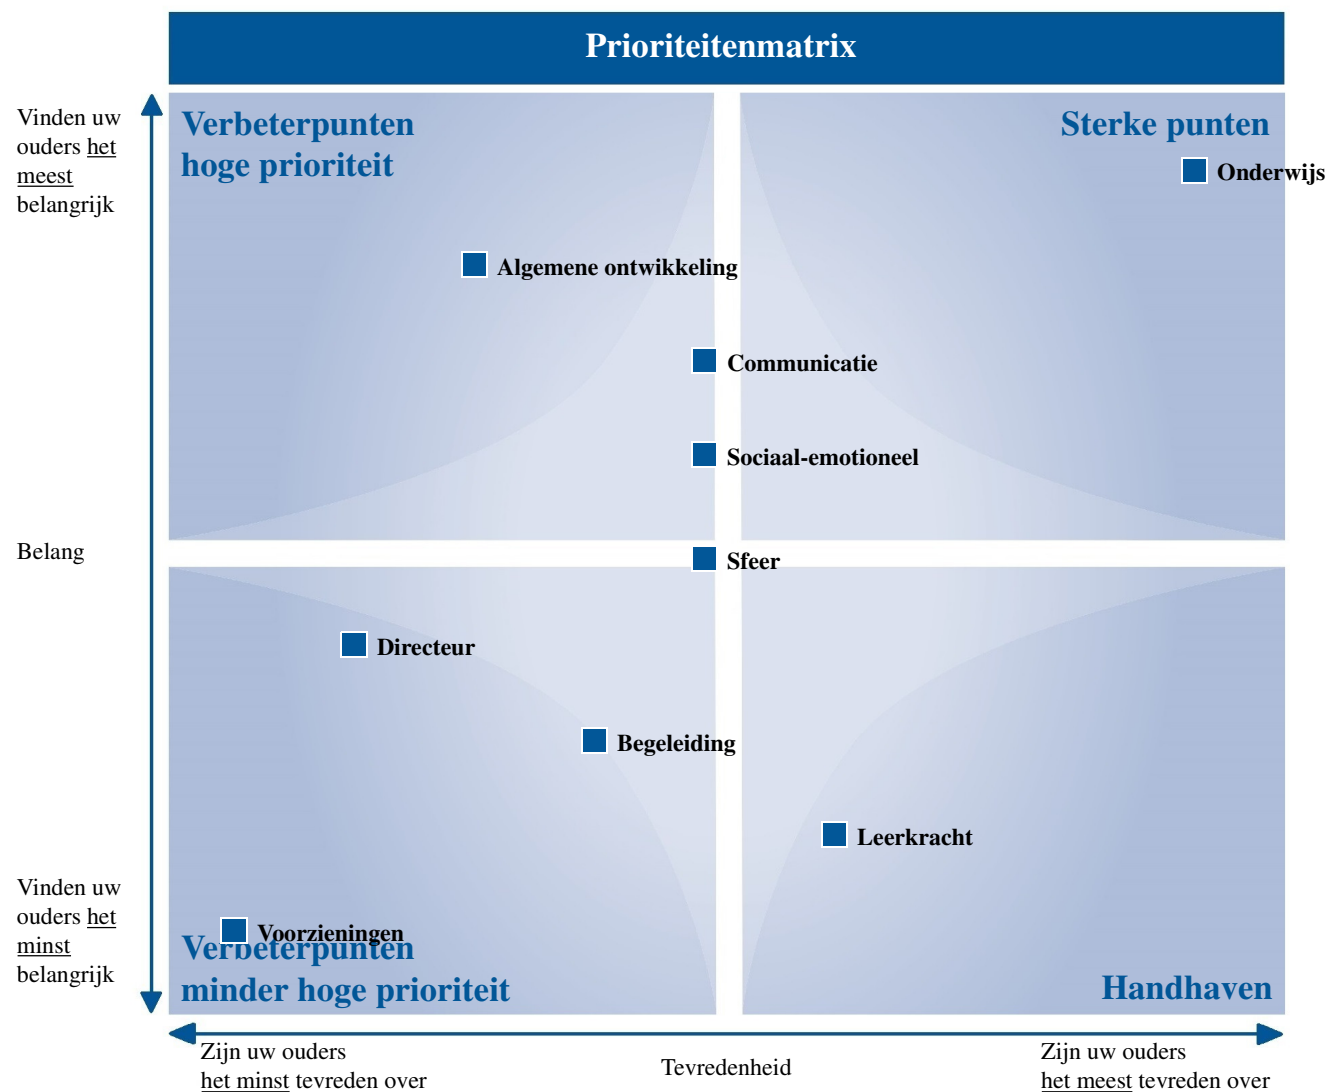 Prioriteitenmatrix
Vinden uw
ouders het
meest
belangrijk
Verbeterpunten
hoge prioriteit
Sterke punten
Onderwijs
Algemene ontwikkeling
Communicatie
Sociaal-emotioneel
Belang
Sfeer
Directeur
Begeleiding
Leerkracht
Vinden uw
ouders het
minst
belangrijk
Voorzieningen
Verbeterpunten
minder hoge prioriteit
Handhaven
Zijn uw ouders
het minst tevreden over
Tevredenheid
Zijn uw ouders
het meest tevreden over